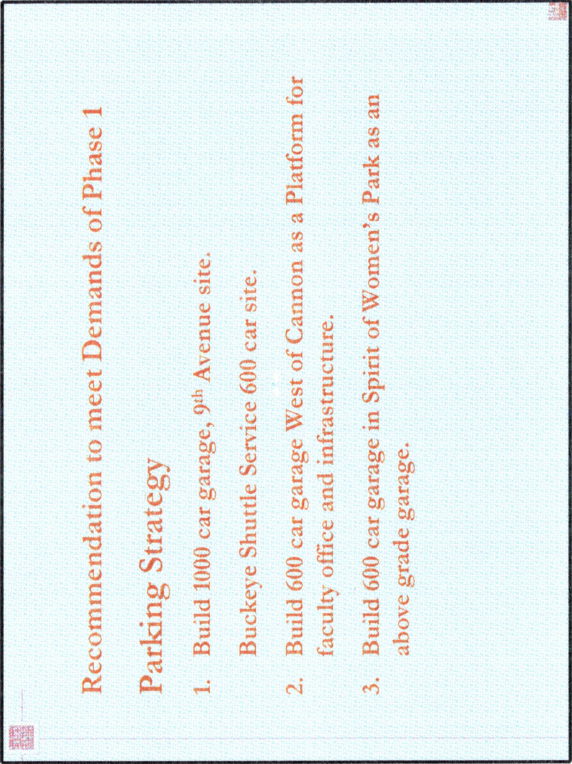 Recommendation to meet Demands of Phase 1
Parking Strategy
1. Build 1000 car garage, 9th Avenue site.
Buckeye Shuttle Service 600 car site.
2. Build 600 car garage West of Cannon as a Platform for
faculty office and infrastructure.
3. Build 600 car garage in Spirit of Women's Park as an
above grade garage.